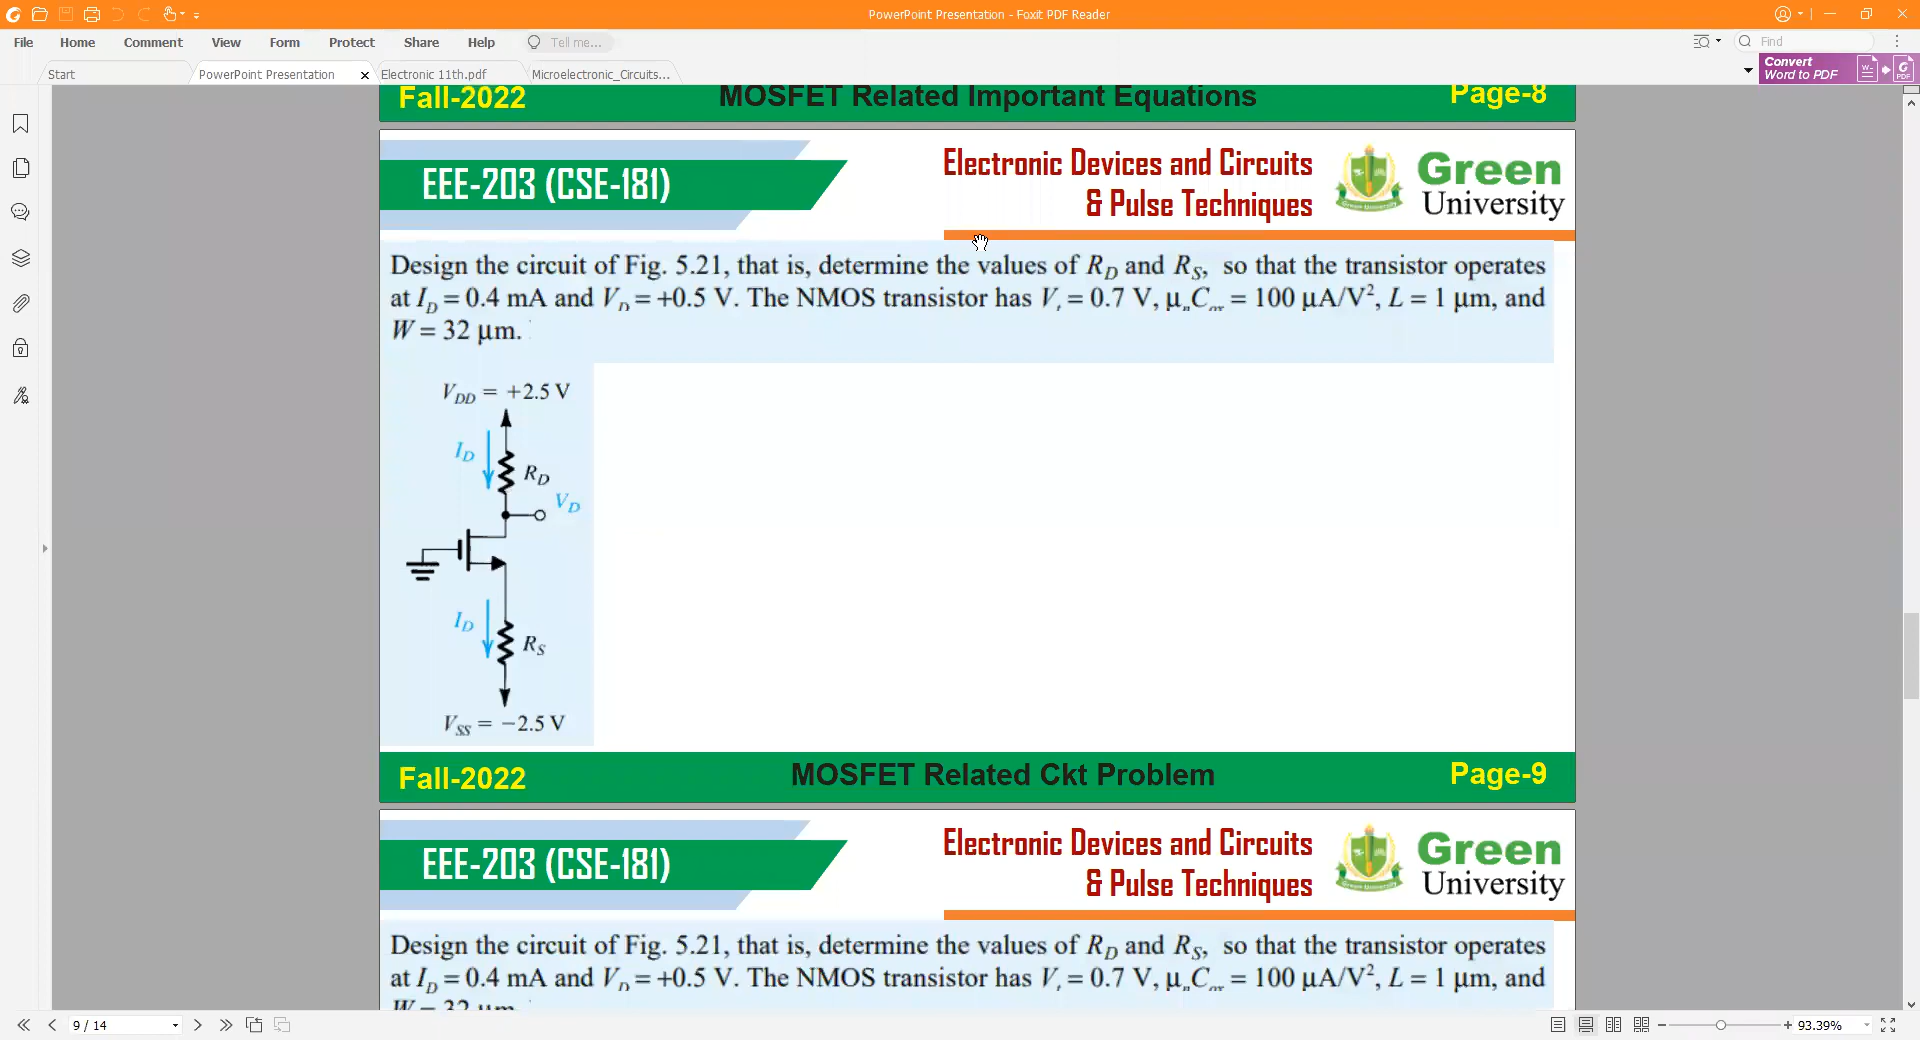 PowerPoint Presentation - Foxit PDF Reader
File Home Comment View Form Protect Share Help Tell me... Find
Start PowerPoint Presentation Electronic 11th.pdf Microelectronic_Circuits... Convert Word to PDF
Fall-2022 MOSFET Related Important Equations Page-8
EEE-203 (CSE-181)
Electronic Devices and Circuits
& Pulse Techniques
Green
University
Design the circuit of Fig. 5.21, that is, determine the values of R_D and R_S, so that the transistor operates
at I_D = 0.4 mA and V_D = +0.5 V. The NMOS transistor has V_t = 0.7 V, μ_nC_ox = 100 μA/V², L = 1 μm, and
W = 32 μm.
V_DD = +2.5 V
I_D
R_D
V_D
I_D
R_S
V_SS = −2.5 V
Fall-2022 MOSFET Related Ckt Problem Page-9
EEE-203 (CSE-181)
Electronic Devices and Circuits
& Pulse Techniques
Green
University
Design the circuit of Fig. 5.21, that is, determine the values of R_D and R_S, so that the transistor operates
at I_D = 0.4 mA and V_D = +0.5 V. The NMOS transistor has V_t = 0.7 V, μ_nC_ox = 100 μA/V², L = 1 μm, and
W = 32 μm.
9 / 14 93.39%